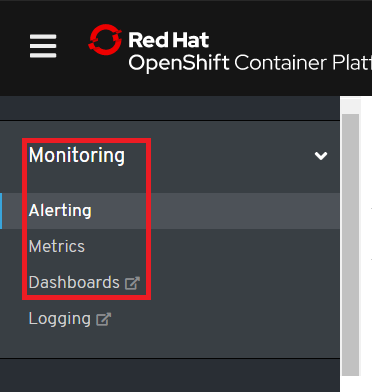 Red Hat
OpenShift Container Platf
Monitoring
Alerting
Metrics
Dashboards
Logging